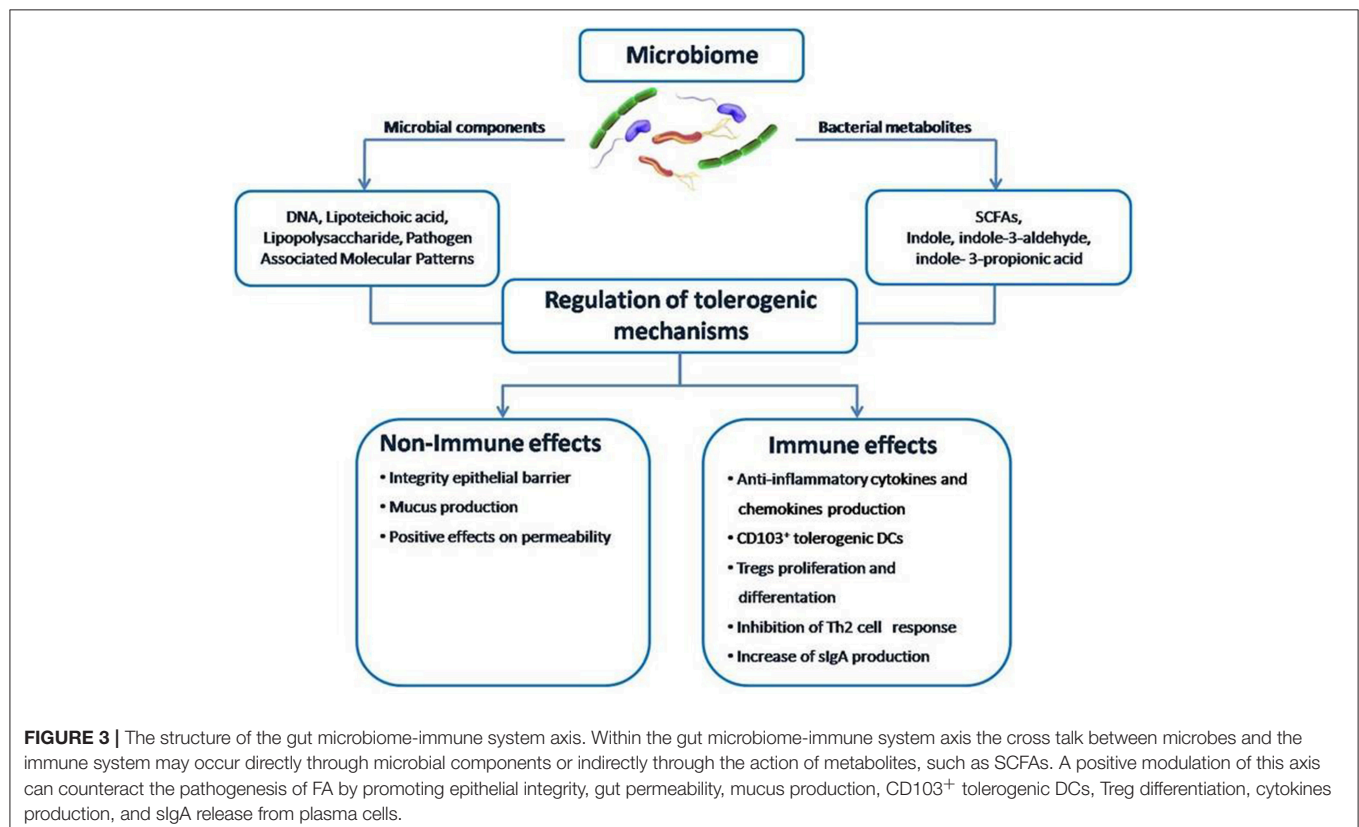 Microbiome
Microbial components
Bacterial metabolites
DNA, Lipoteichoic acid,
Lipopolysaccharide, Pathogen
Associated Molecular Patterns
SCFAs,
Indole, indole-3-aldehyde,
indole- 3-propionic acid
Regulation of tolerogenic
mechanisms
Non-Immune effects
• Integrity epithelial barrier
• Mucus production
• Positive effects on permeability
Immune effects
• Anti-inflammatory cytokines and
chemokines production
• CD103⁺ tolerogenic DCs
• Tregs proliferation and
differentation
• Inhibition of Th2 cell response
• Increase of sIgA production
FIGURE 3 | The structure of the gut microbiome-immune system axis. Within the gut microbiome-immune system axis the cross talk between microbes and the
immune system may occur directly through microbial components or indirectly through the action of metabolites, such as SCFAs. A positive modulation of this axis
can counteract the pathogenesis of FA by promoting epithelial integrity, gut permeability, mucus production, CD103⁺ tolerogenic DCs, Treg differentiation, cytokines
production, and sIgA release from plasma cells.